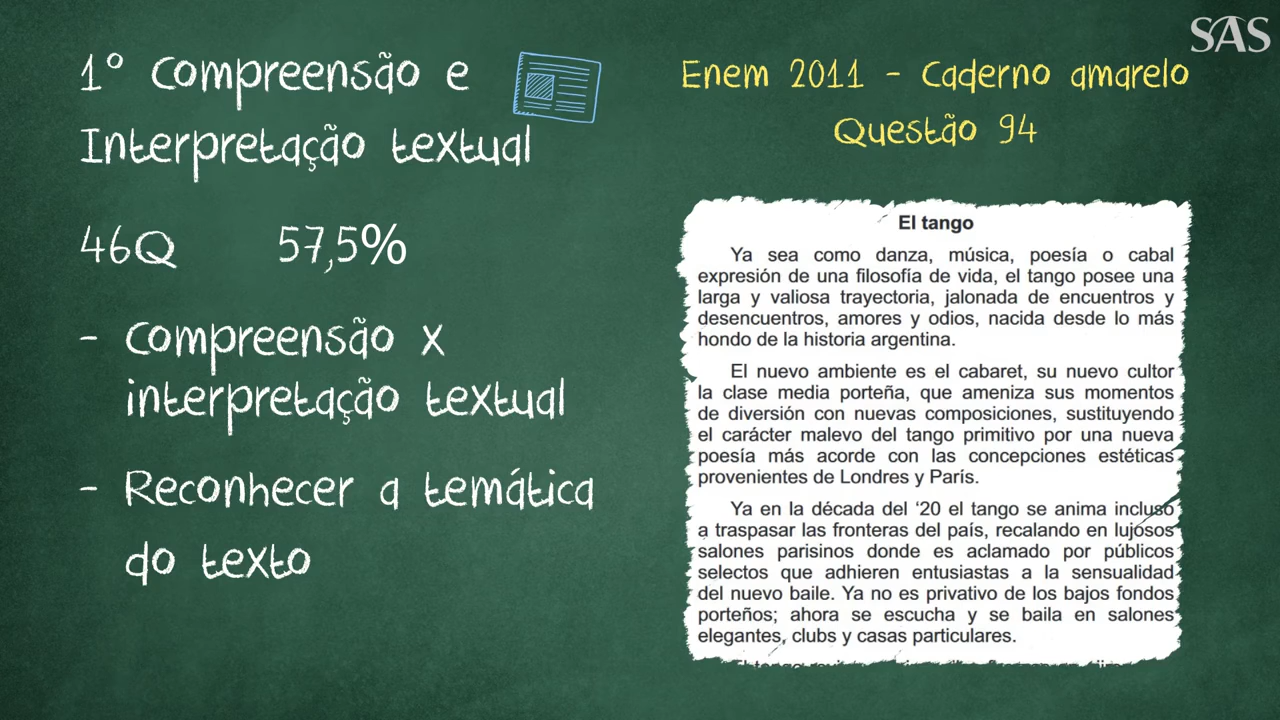 SAS
1º Compreensão e
Interpretação textual
46Q 57,5%
- Compreensão x
interpretação textual
- Reconhecer a temática
do texto
Enem 2011 - Caderno amarelo
Questão 94
El tango
Ya sea como danza, música, poesía o cabal
expresión de una filosofía de vida, el tango posee una
larga y valiosa trayectoria, jalonada de encuentros y
desencuentros, amores y odios, nacida desde lo más
hondo de la historia argentina.
El nuevo ambiente es el cabaret, su nuevo cultor
la clase media porteña, que ameniza sus momentos
de diversión con nuevas composiciones, sustituyendo
el carácter malevo del tango primitivo por una nueva
poesía más acorde con las concepciones estéticas
provenientes de Londres y París.
Ya en la década del ‘20 el tango se anima incluso
a traspasar las fronteras del país, recalando en lujosos
salones parisinos donde es aclamado por públicos
selectos que adhieren entusiastas a la sensualidad
del nuevo baile. Ya no es privativo de los bajos fondos
porteños; ahora se escucha y se baila en salones
elegantes, clubs y casas particulares.